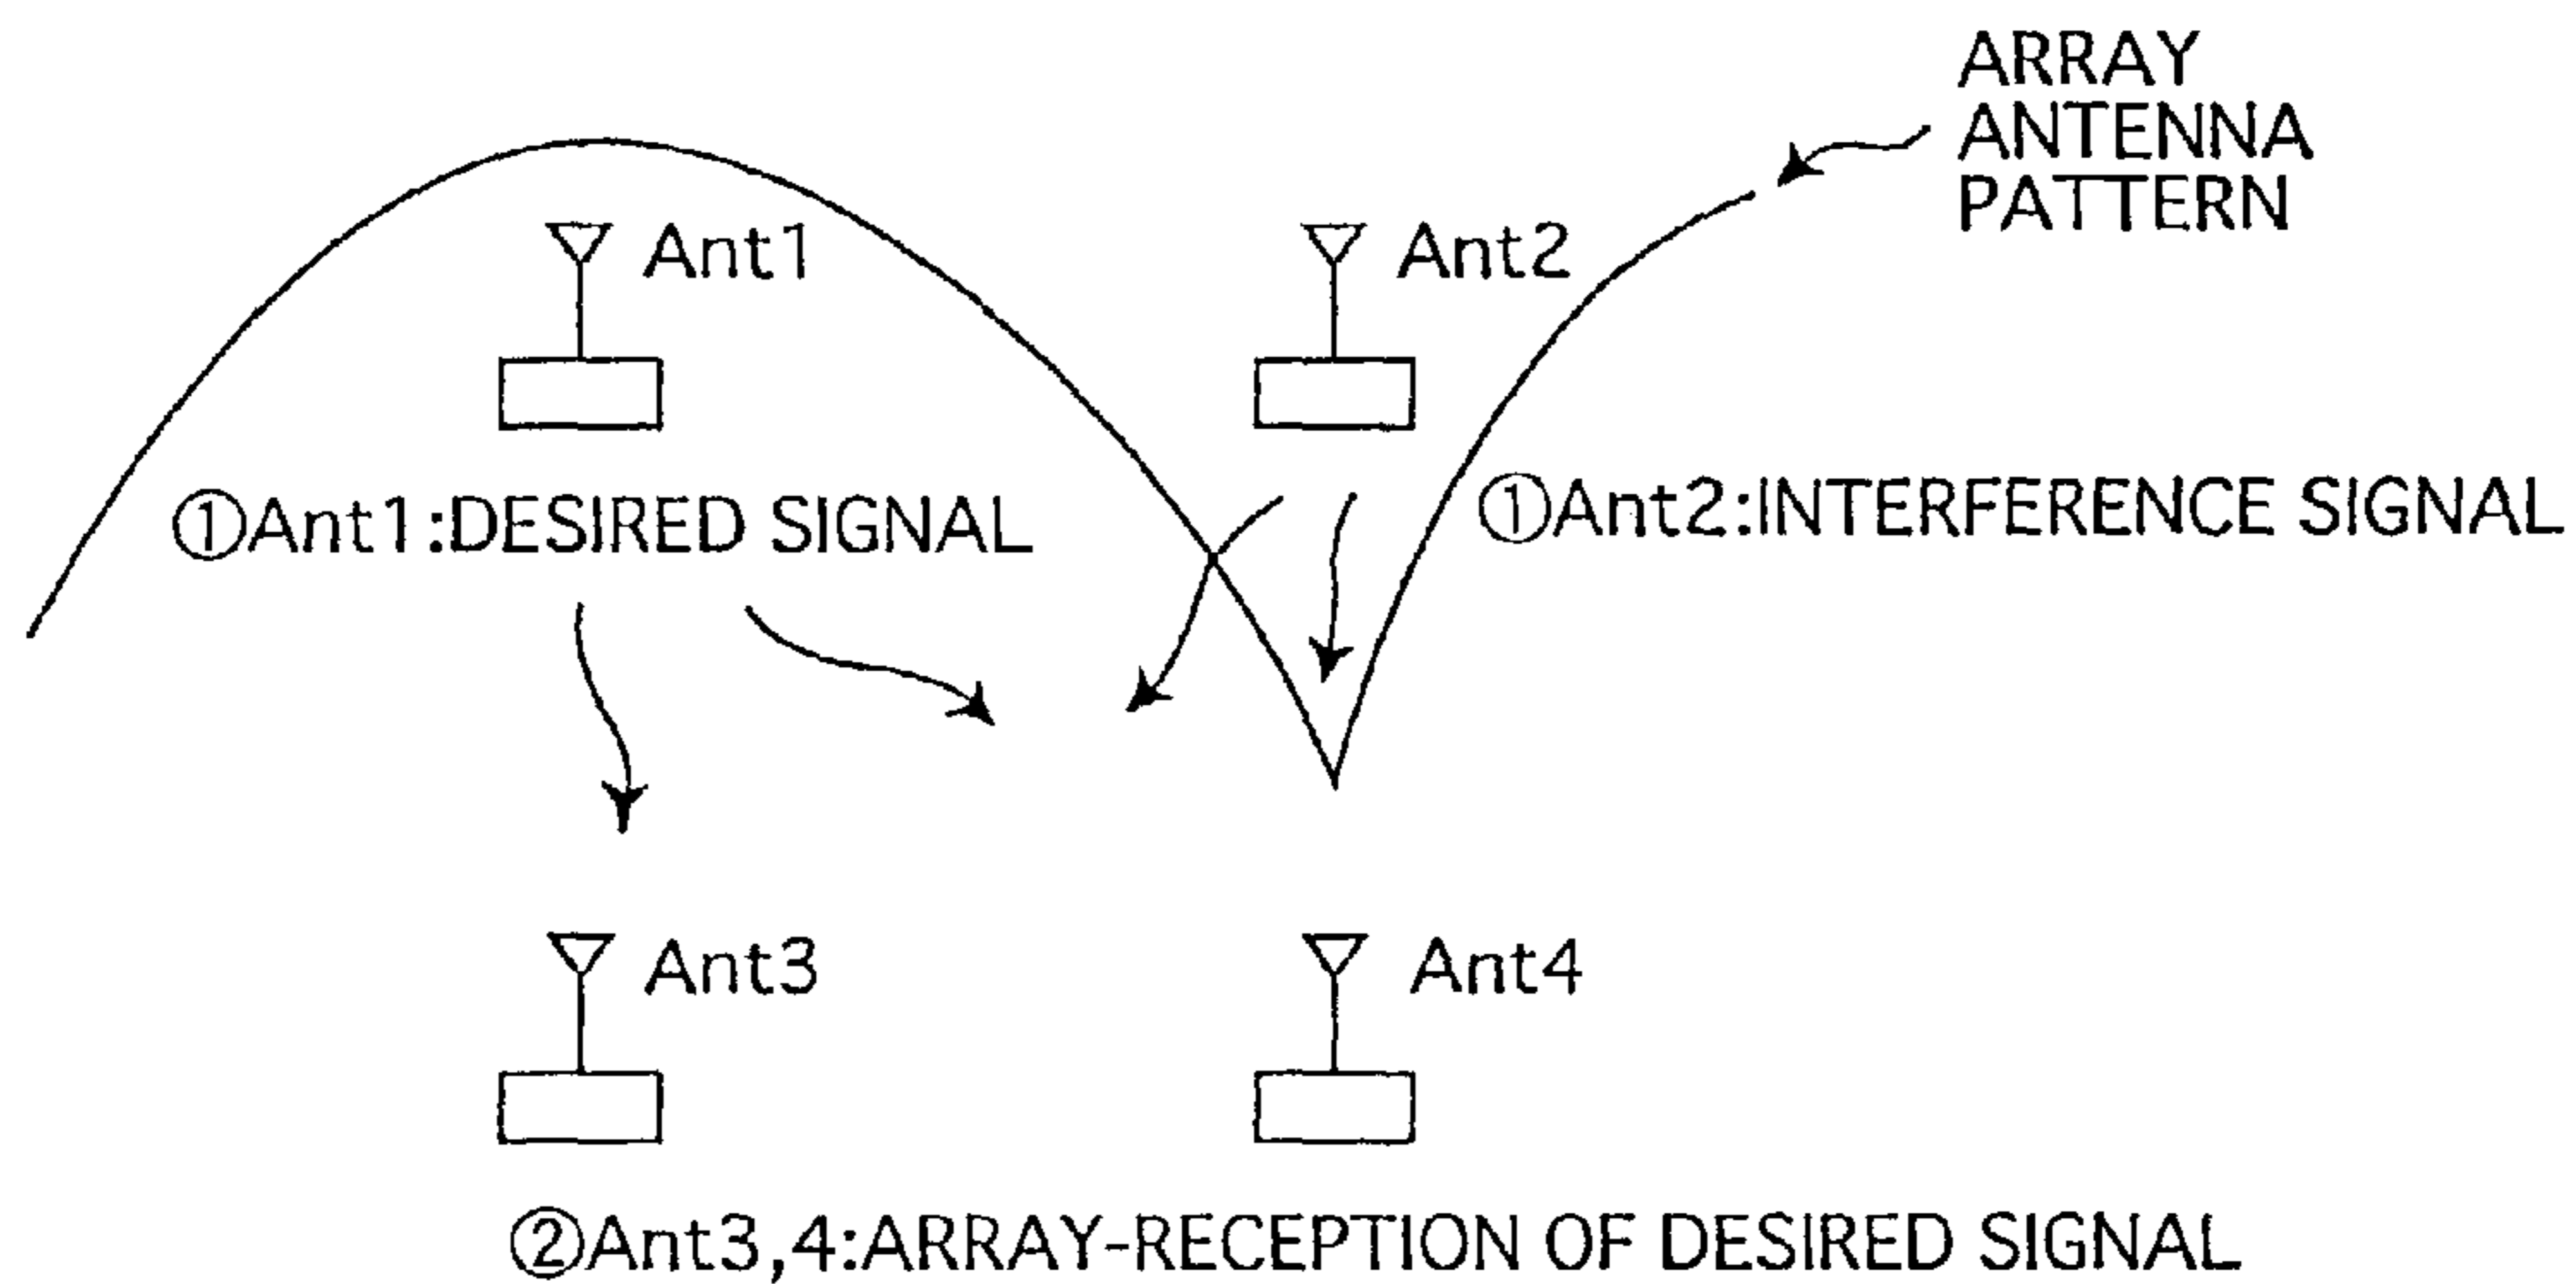 ARRAY
ANTENNA
PATTERN
Ant1
Ant2
①Ant1:DESIRED SIGNAL
①Ant2:INTERFERENCE SIGNAL
Ant3
Ant4
②Ant3,4:ARRAY-RECEPTION OF DESIRED SIGNAL